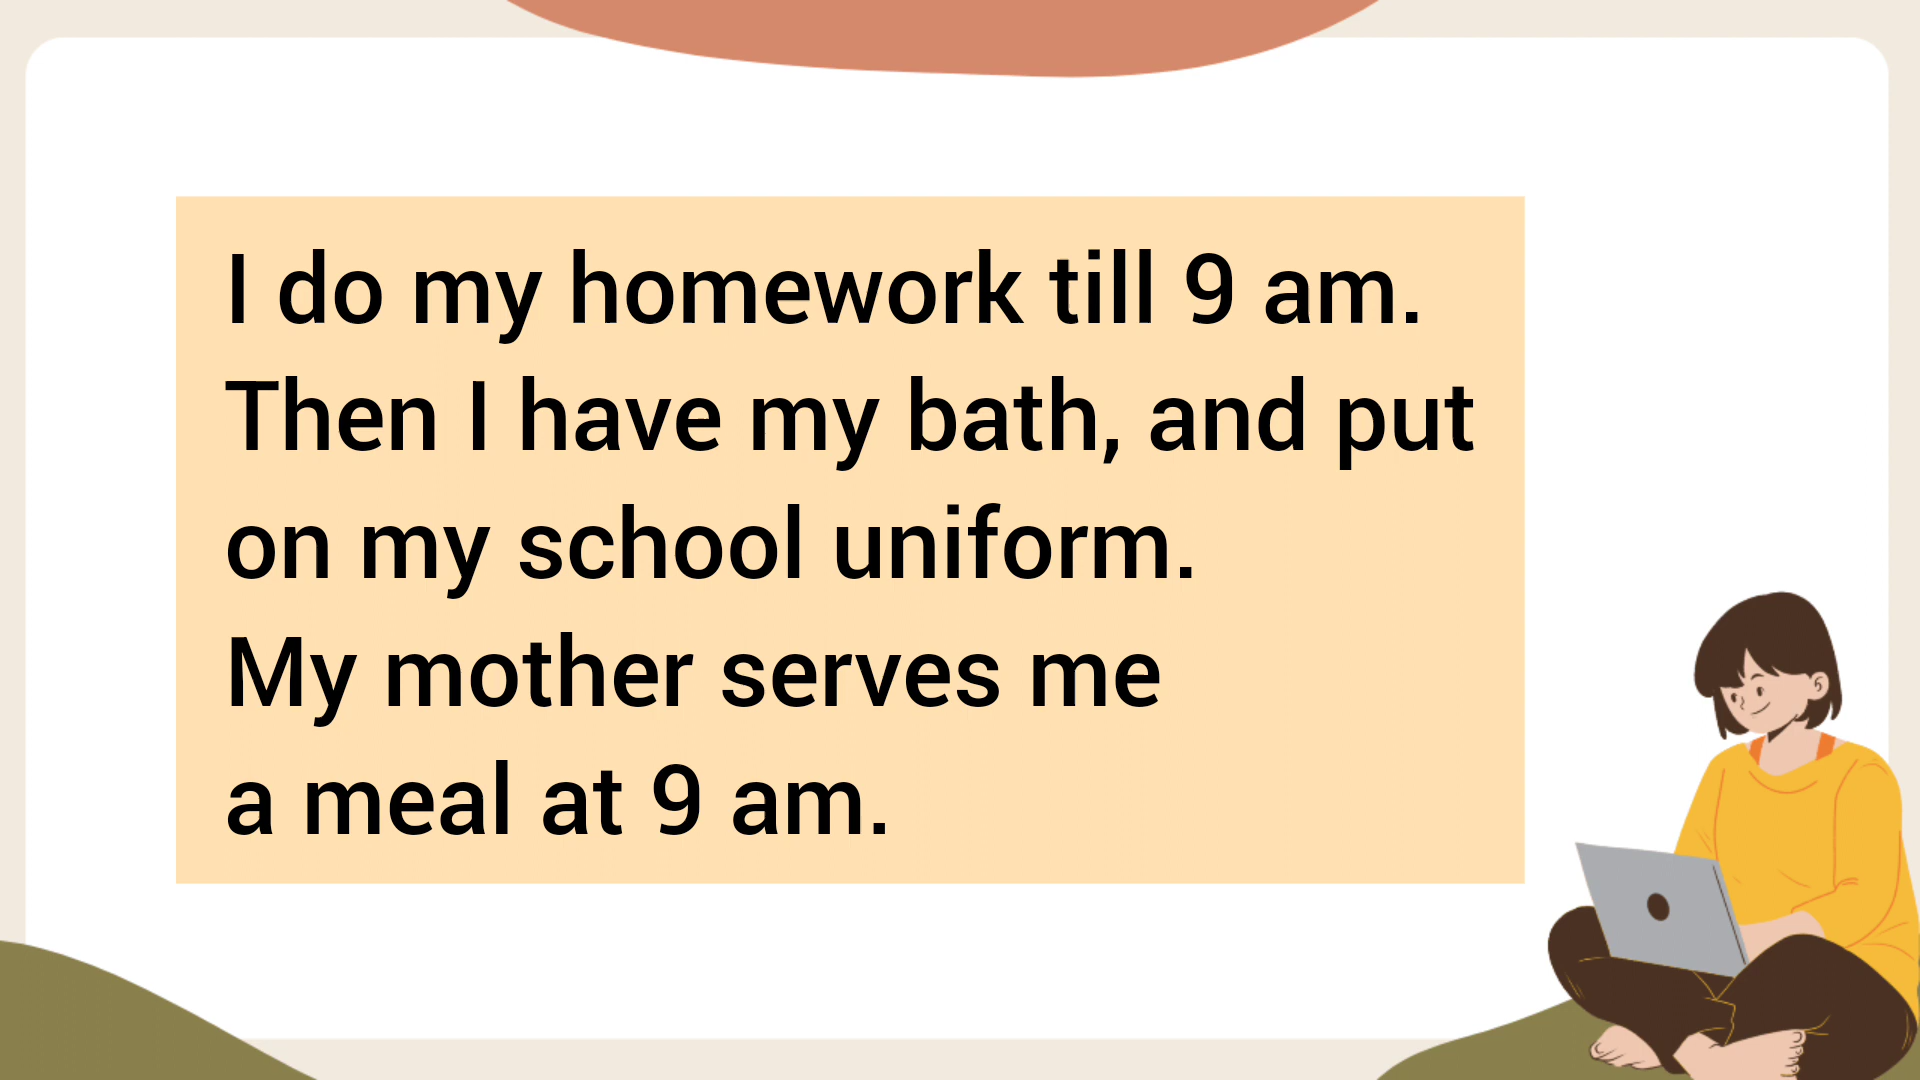 I do my homework till 9 am.
Then I have my bath, and put
on my school uniform.
My mother serves me
a meal at 9 am.